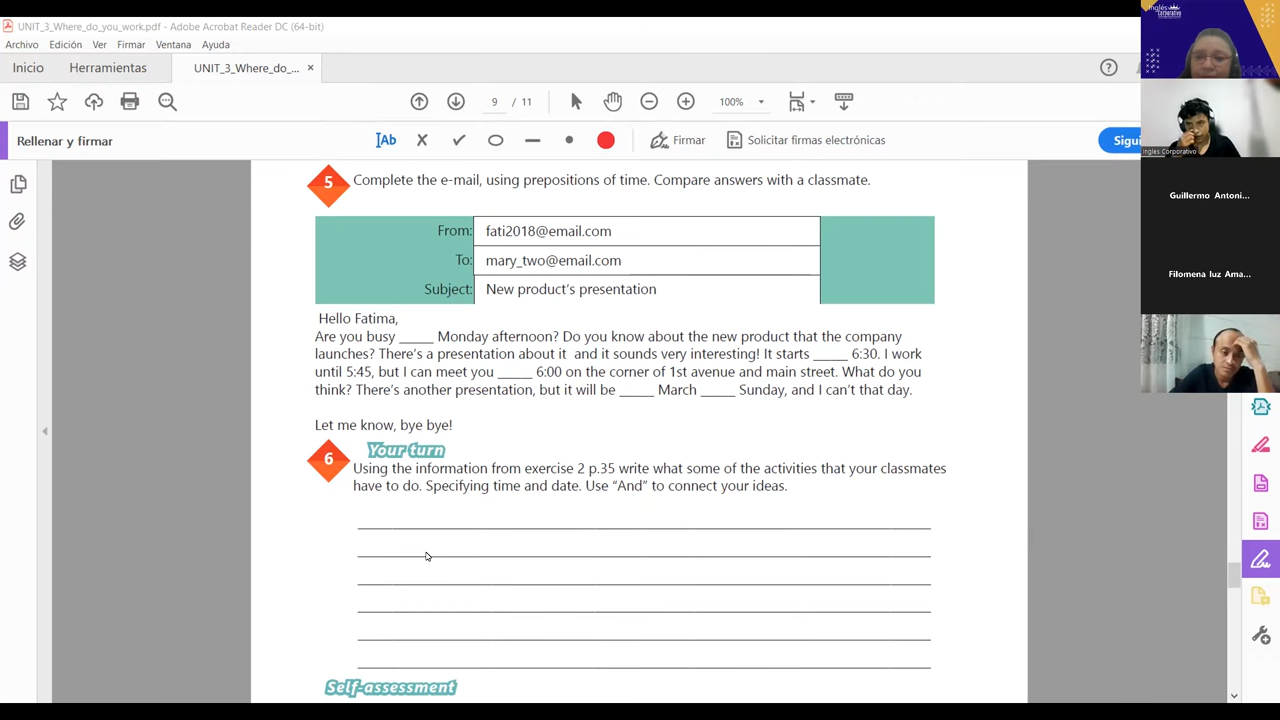 UNIT_3_Where_do_you_work.pdf - Adobe Acrobat Reader DC (64-bit)
Archivo Edición Ver Firmar Ventana Ayuda
Inicio Herramientas UNIT_3_Where_do_... ×
9 / 11 100%
Rellenar y firmar Ab Firmar Solicitar firmas electrónicas Sigui
5 Complete the e-mail, using prepositions of time. Compare answers with a classmate.
From: fati2018@email.com
To: mary_two@email.com
Subject: New product's presentation
Hello Fatima,
Are you busy _____ Monday afternoon? Do you know about the new product that the company
launches? There's a presentation about it and it sounds very interesting! It starts _____ 6:30. I work
until 5:45, but I can meet you _____ 6:00 on the corner of 1st avenue and main street. What do you
think? There's another presentation, but it will be _____ March _____ Sunday, and I can't that day.
Let me know, bye bye!
6 Your turn
Using the information from exercise 2 p.35 write what some of the activities that your classmates
have to do. Specifying time and date. Use “And” to connect your ideas.
Self-assessment
Inglés Corporativo
Inglés Corporativo
Guillermo Antoni...
Filomena luz Ama...